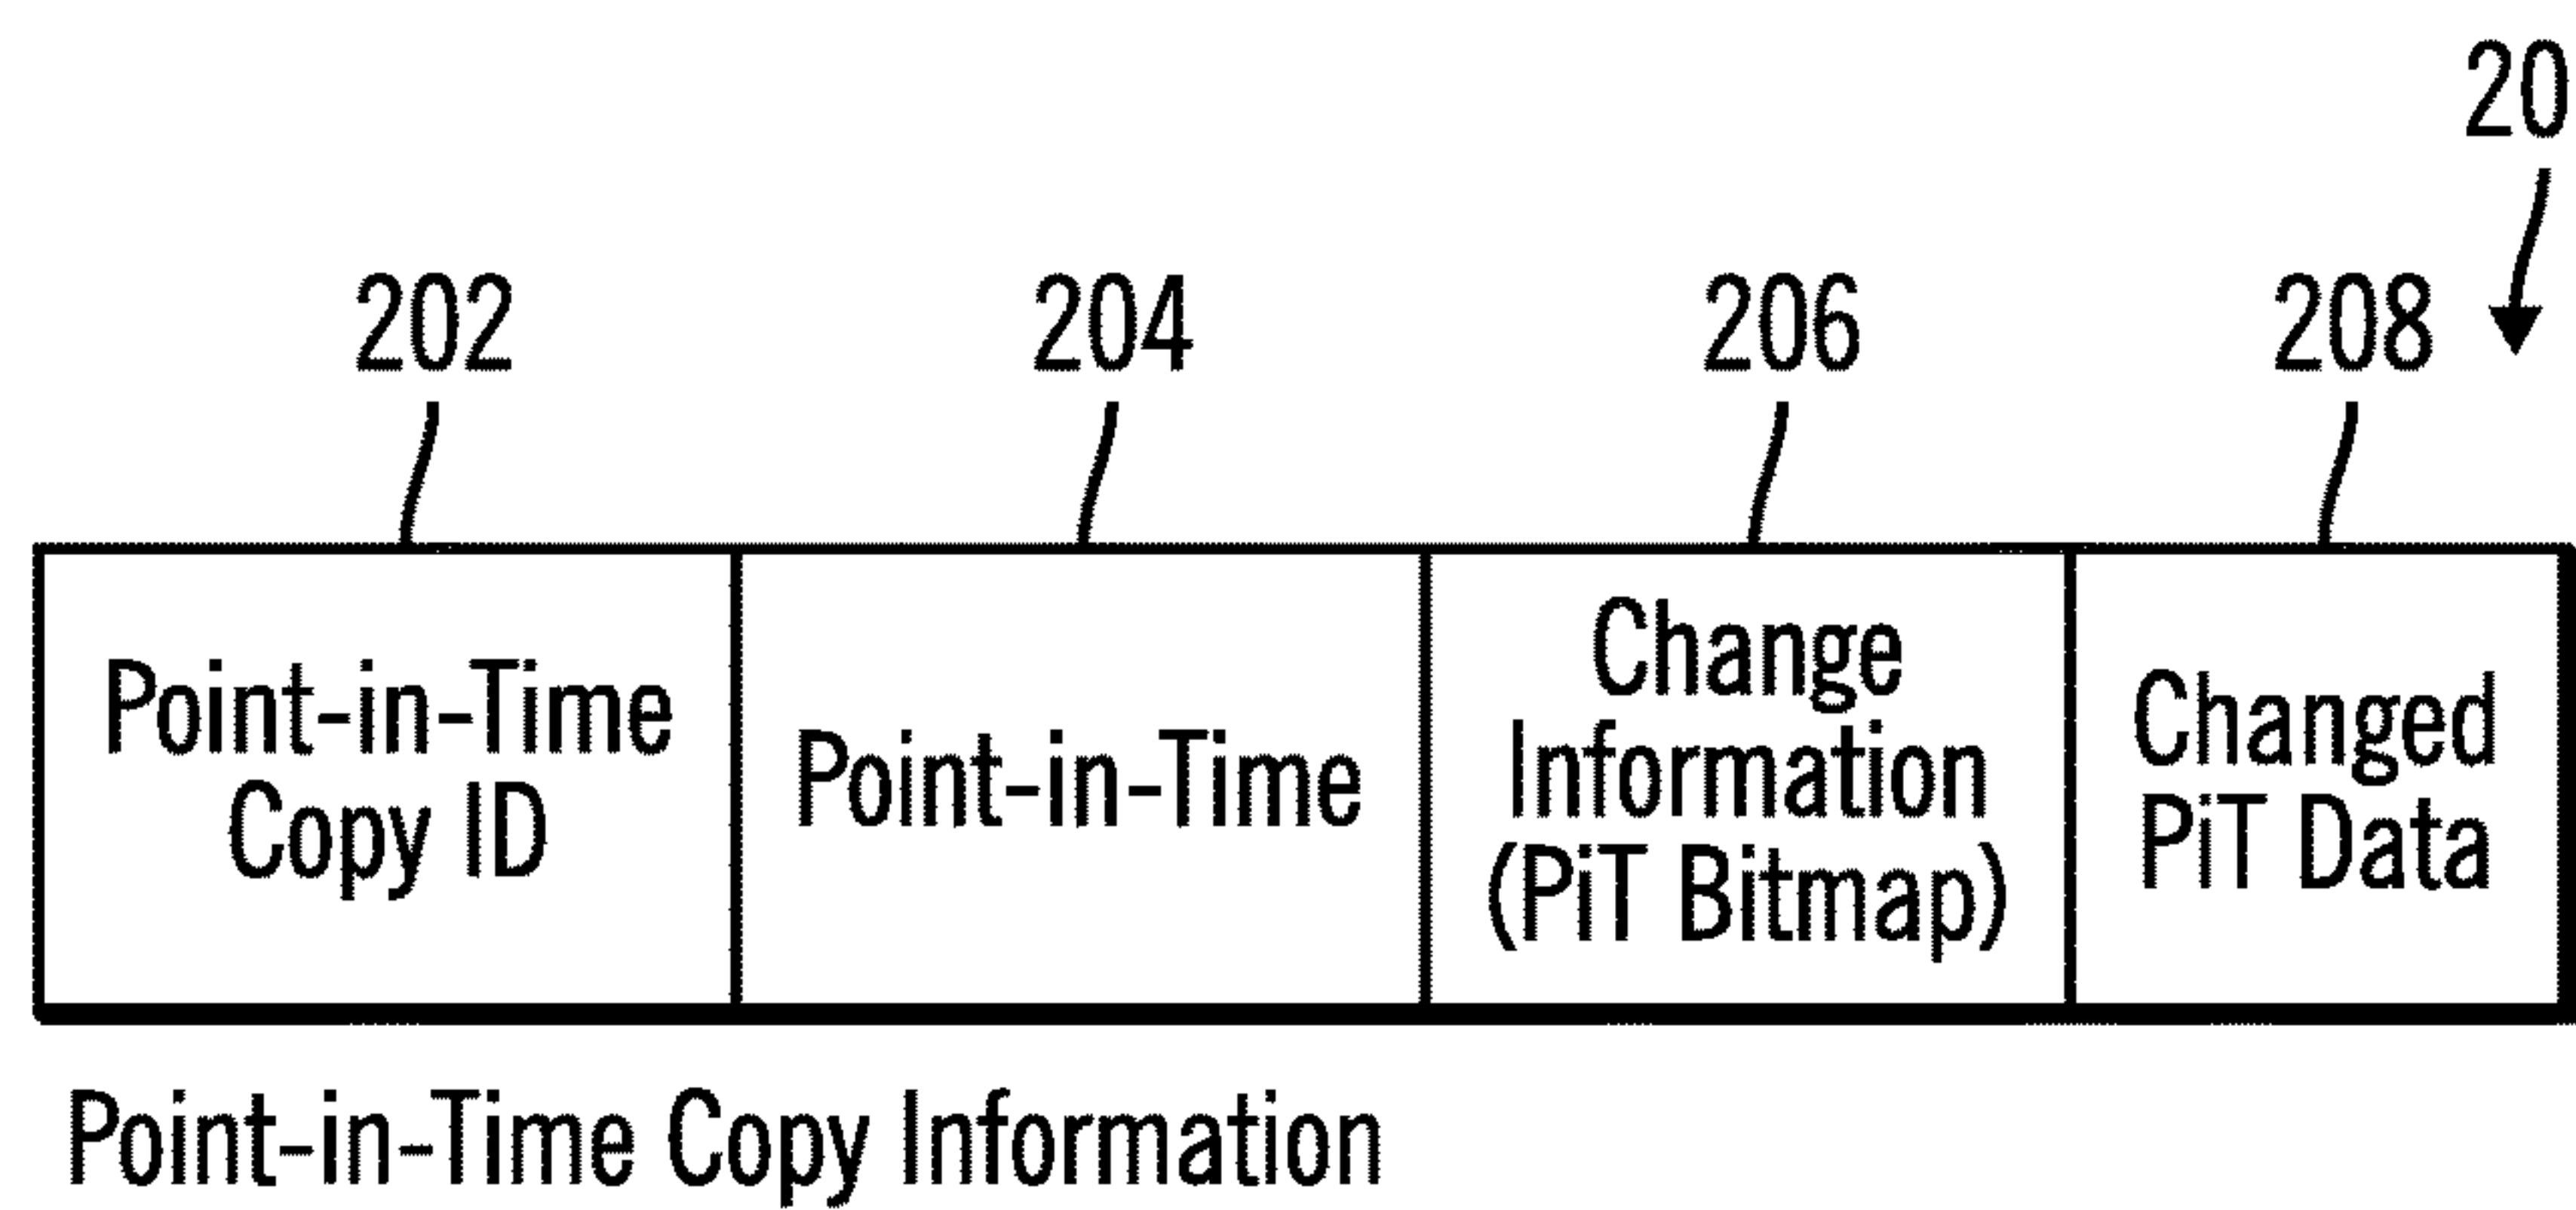 20
202 204 206 208
Point-in-Time
Copy ID
Point-in-Time
Change
Information
(PiT Bitmap)
Changed
PiT Data
Point-in-Time Copy Information